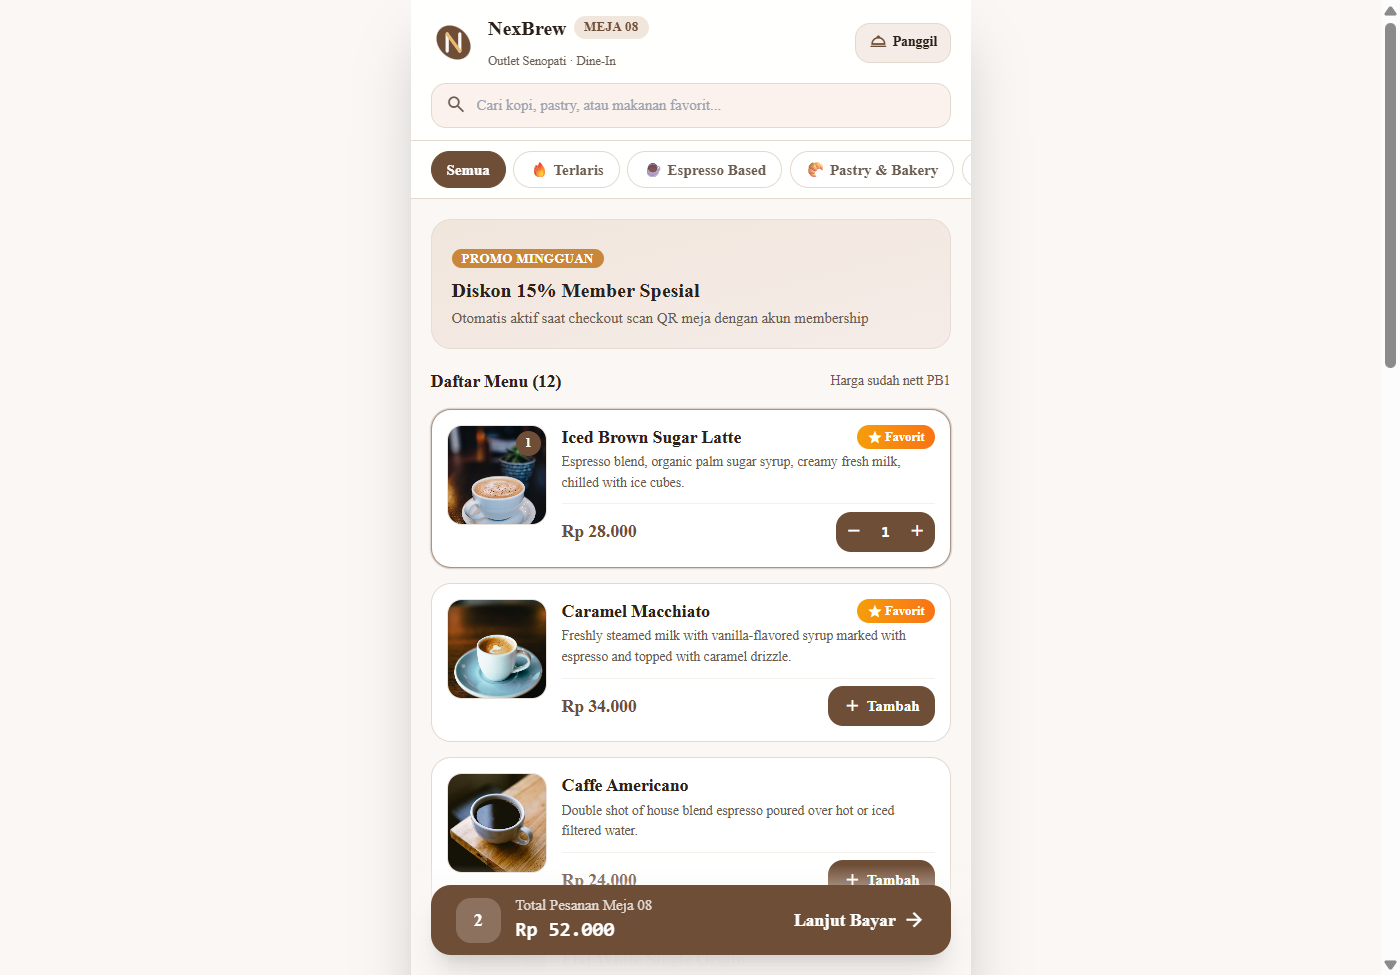 N
NexBrew MEJA 08
Outlet Senopati · Dine-In
Panggil
Cari kopi, pastry, atau makanan favorit...
Semua
Terlaris
Espresso Based
Pastry & Bakery
PROMO MINGGUAN
Diskon 15% Member Spesial
Otomatis aktif saat checkout scan QR meja dengan akun membership
Daftar Menu (12)
Harga sudah nett PB1
1
Iced Brown Sugar Latte
Favorit
Espresso blend, organic palm sugar syrup, creamy fresh milk,
chilled with ice cubes.
Rp 28.000
− 1 +
Caramel Macchiato
Favorit
Freshly steamed milk with vanilla-flavored syrup marked with
espresso and topped with caramel drizzle.
Rp 34.000
+ Tambah
Caffe Americano
Double shot of house blend espresso poured over hot or iced
filtered water.
Rp 24.000
+ Tambah
2
Total Pesanan Meja 08
Rp 52.000
Lanjut Bayar →